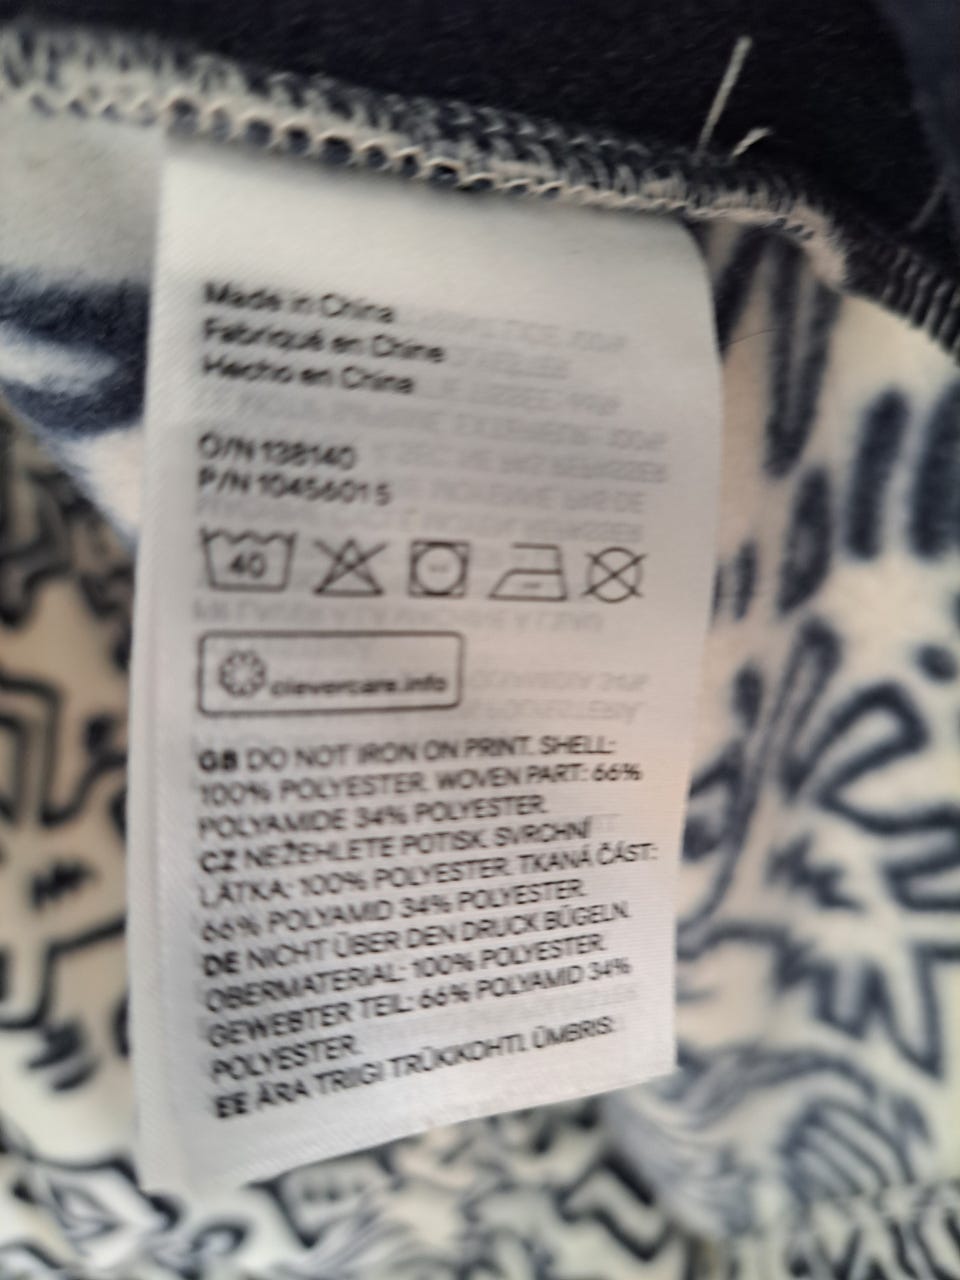 Made in China
Fabriqué en Chine
Hecho en China
O/N 138140
P/N 10456015
40
clevercare.info
GB DO NOT IRON ON PRINT. SHELL:
100% POLYESTER. WOVEN PART: 66%
POLYAMIDE 34% POLYESTER.
CZ NEŽEHLETE POTISK. SVRCHNÍ
LÁTKA: 100% POLYESTER. TKANÁ ČÁST:
66% POLYAMID 34% POLYESTER.
DE NICHT ÜBER DEN DRUCK BÜGELN.
OBERMATERIAL: 100% POLYESTER.
GEWEBTER TEIL: 66% POLYAMID 34%
POLYESTER.
EE ÄRA TRIIGI TRÜKIKOHTI. ÜMBRIS: